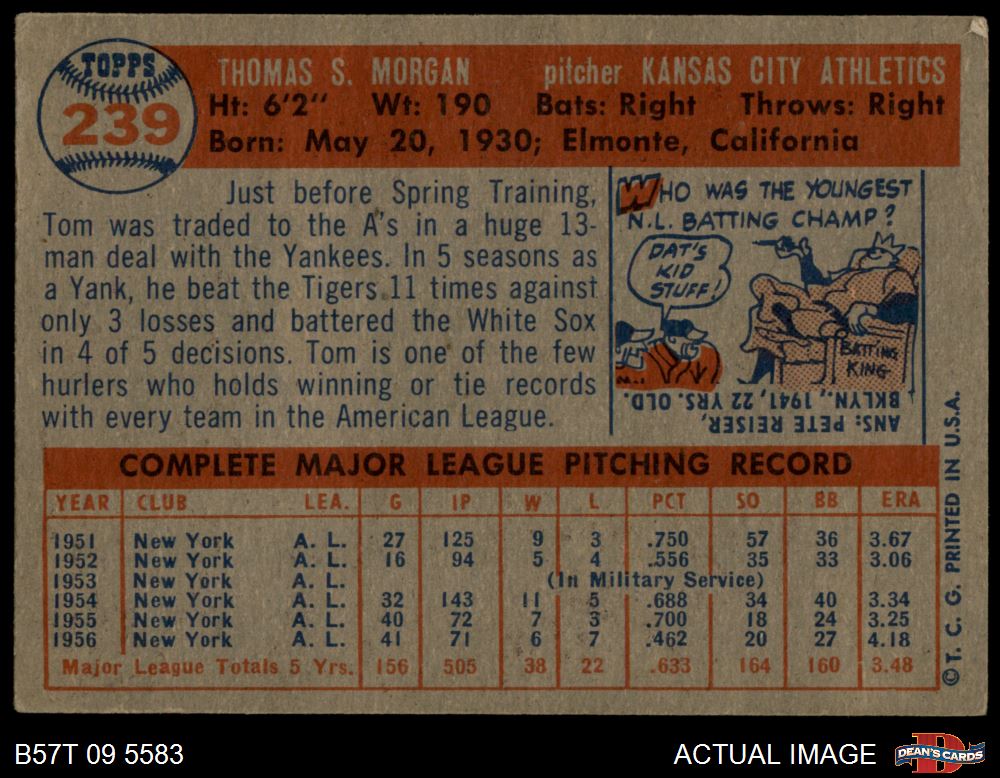 TOPPS
239
THOMAS S. MORGAN pitcher KANSAS CITY ATHLETICS
Ht: 6'2" Wt: 190 Bats: Right Throws: Right
Born: May 20, 1930; Elmonte, California
Just before Spring Training,
Tom was traded to the A's in a huge 13-
man deal with the Yankees. In 5 seasons as
a Yank, he beat the Tigers 11 times against
only 3 losses and battered the White Sox
in 4 of 5 decisions. Tom is one of the few
hurlers who holds winning or tie records
with every team in the American League.
WHO WAS THE YOUNGEST
N.L. BATTING CHAMP?
DAT'S
KID
STUFF!
BATTING
KING
ANS: PETE REISER,
BKLYN., 1941, 22 YRS. OLD.
COMPLETE MAJOR LEAGUE PITCHING RECORD
YEAR CLUB LEA. G IP W L PCT SO BB ERA
1951 New York A. L. 27 125 9 3 .750 57 36 3.67
1952 New York A. L. 16 94 5 4 .556 35 33 3.06
1953 New York A. L. (In Military Service)
1954 New York A. L. 32 143 11 5 .688 34 40 3.34
1955 New York A. L. 40 72 7 3 .700 18 24 3.25
1956 New York A. L. 41 71 6 7 .462 20 27 4.18
Major League Totals 5 Yrs. 156 505 38 22 .633 164 160 3.48
©T. C. G. PRINTED IN U.S.A.
B57T 09 5583
ACTUAL IMAGE
D
DEAN'S CARDS